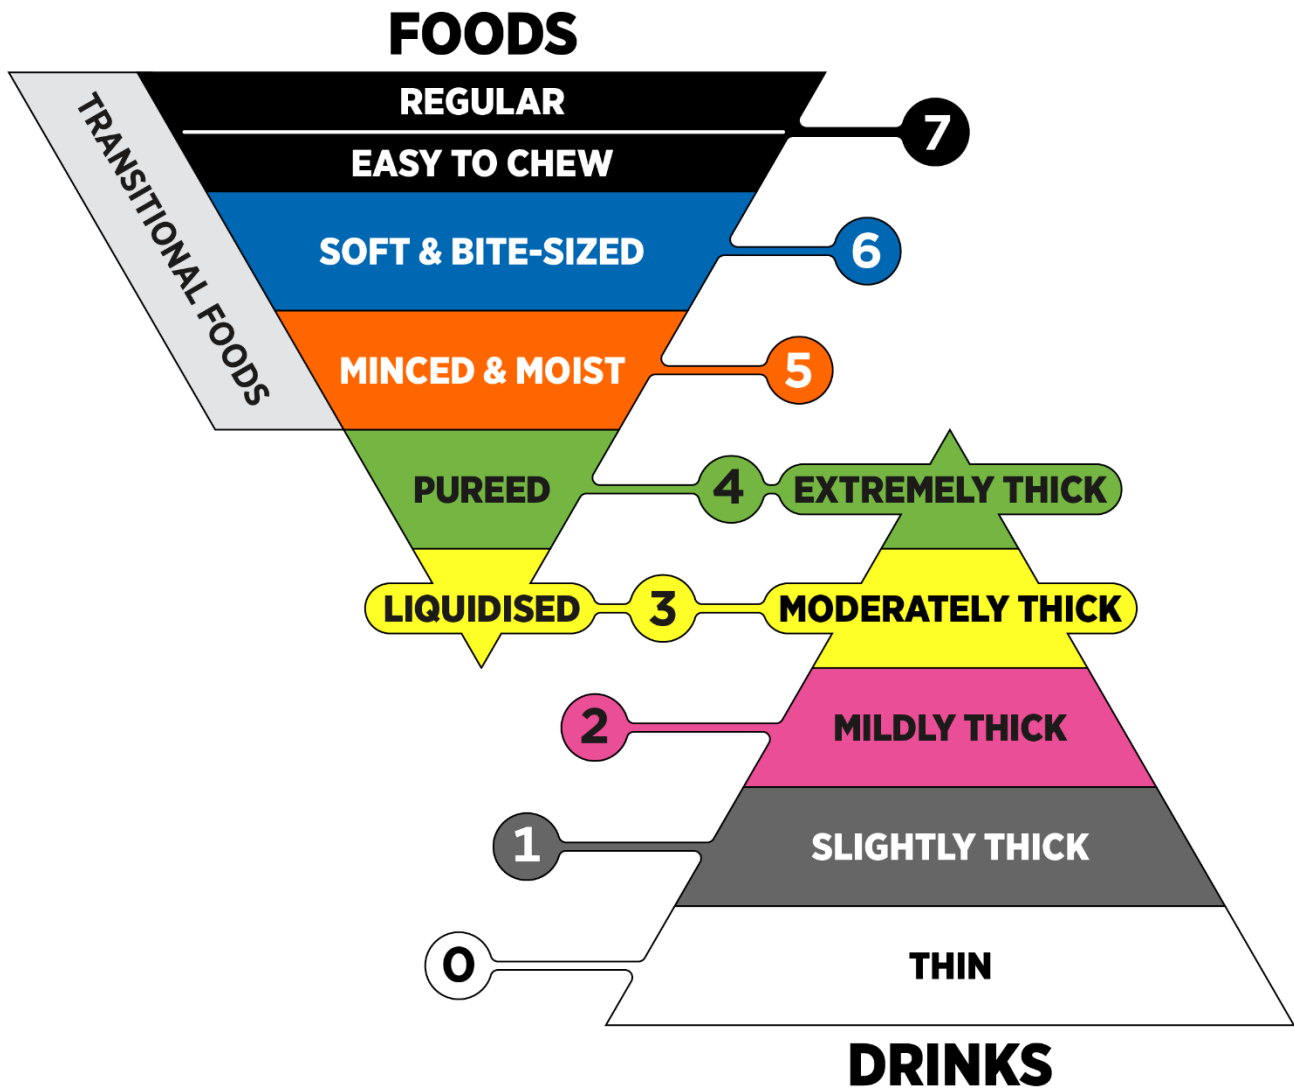 FOODS
REGULAR
EASY TO CHEW
7
TRANSITIONAL FOODS
SOFT & BITE-SIZED
6
MINCED & MOIST
5
PUREED
4
EXTREMELY THICK
LIQUIDISED
3
MODERATELY THICK
2
MILDLY THICK
1
SLIGHTLY THICK
0
THIN
DRINKS